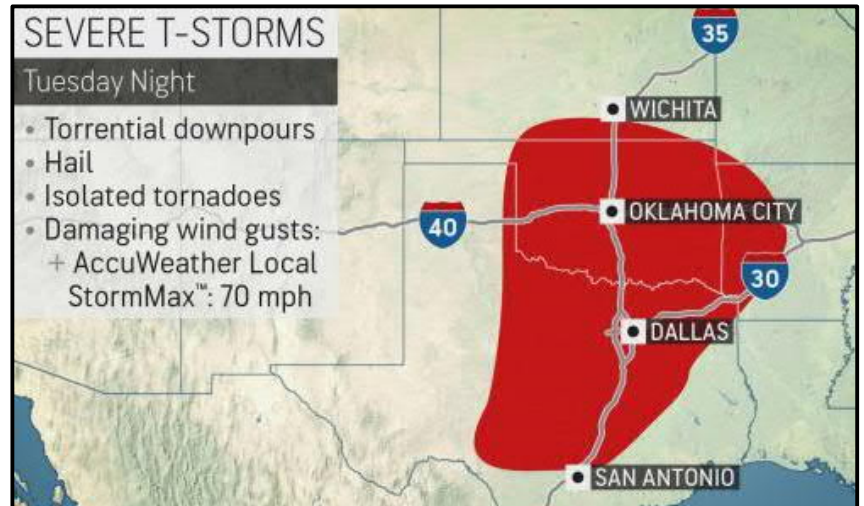 SEVERE T-STORMS
Tuesday Night
• Torrential downpours
• Hail
• Isolated tornadoes
• Damaging wind gusts:
+ AccuWeather Local
StormMax™: 70 mph
35
WICHITA
OKLAHOMA CITY
40
30
DALLAS
SAN ANTONIO